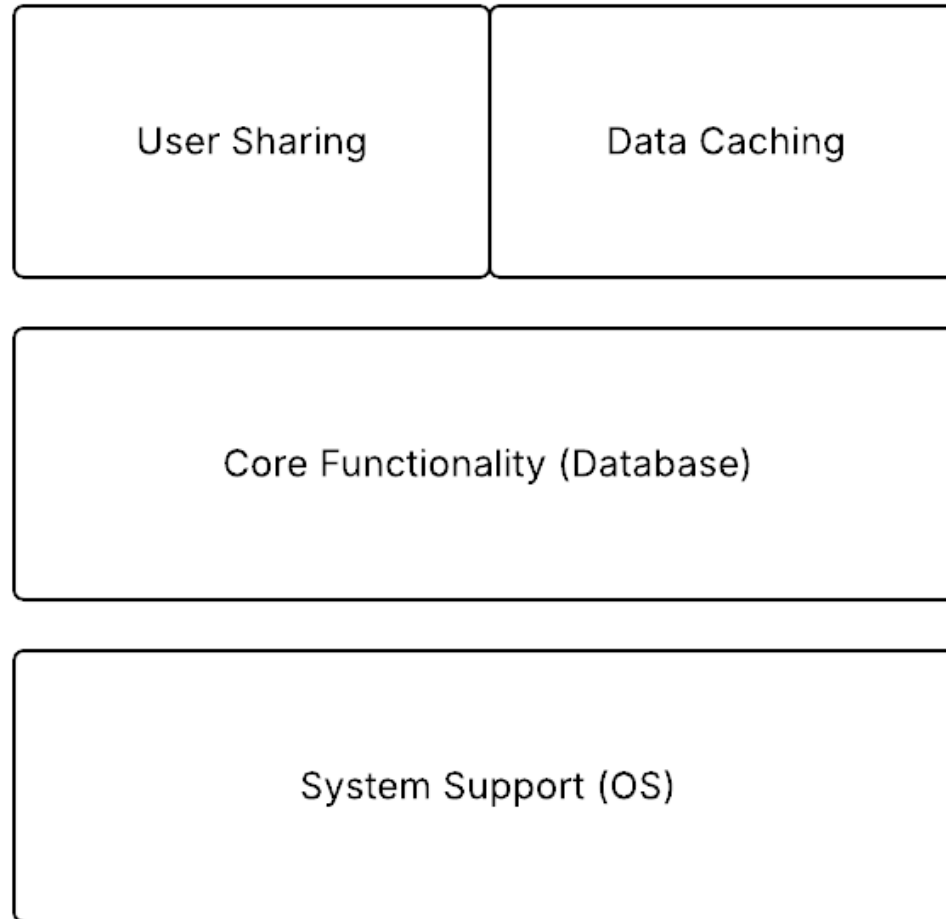 User Sharing
Data Caching
Core Functionality (Database)
System Support (OS)